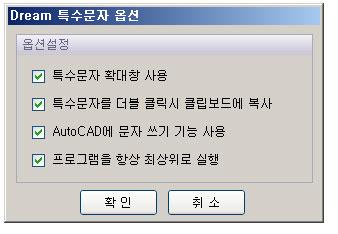 Dream 특수문자 옵션
옵션설정
특수문자 확대창 사용
특수문자를 더블 클릭시 클립보드에 복사
AutoCAD에 문자 쓰기 기능 사용
프로그램을 항상 최상위로 실행
확 인
취 소